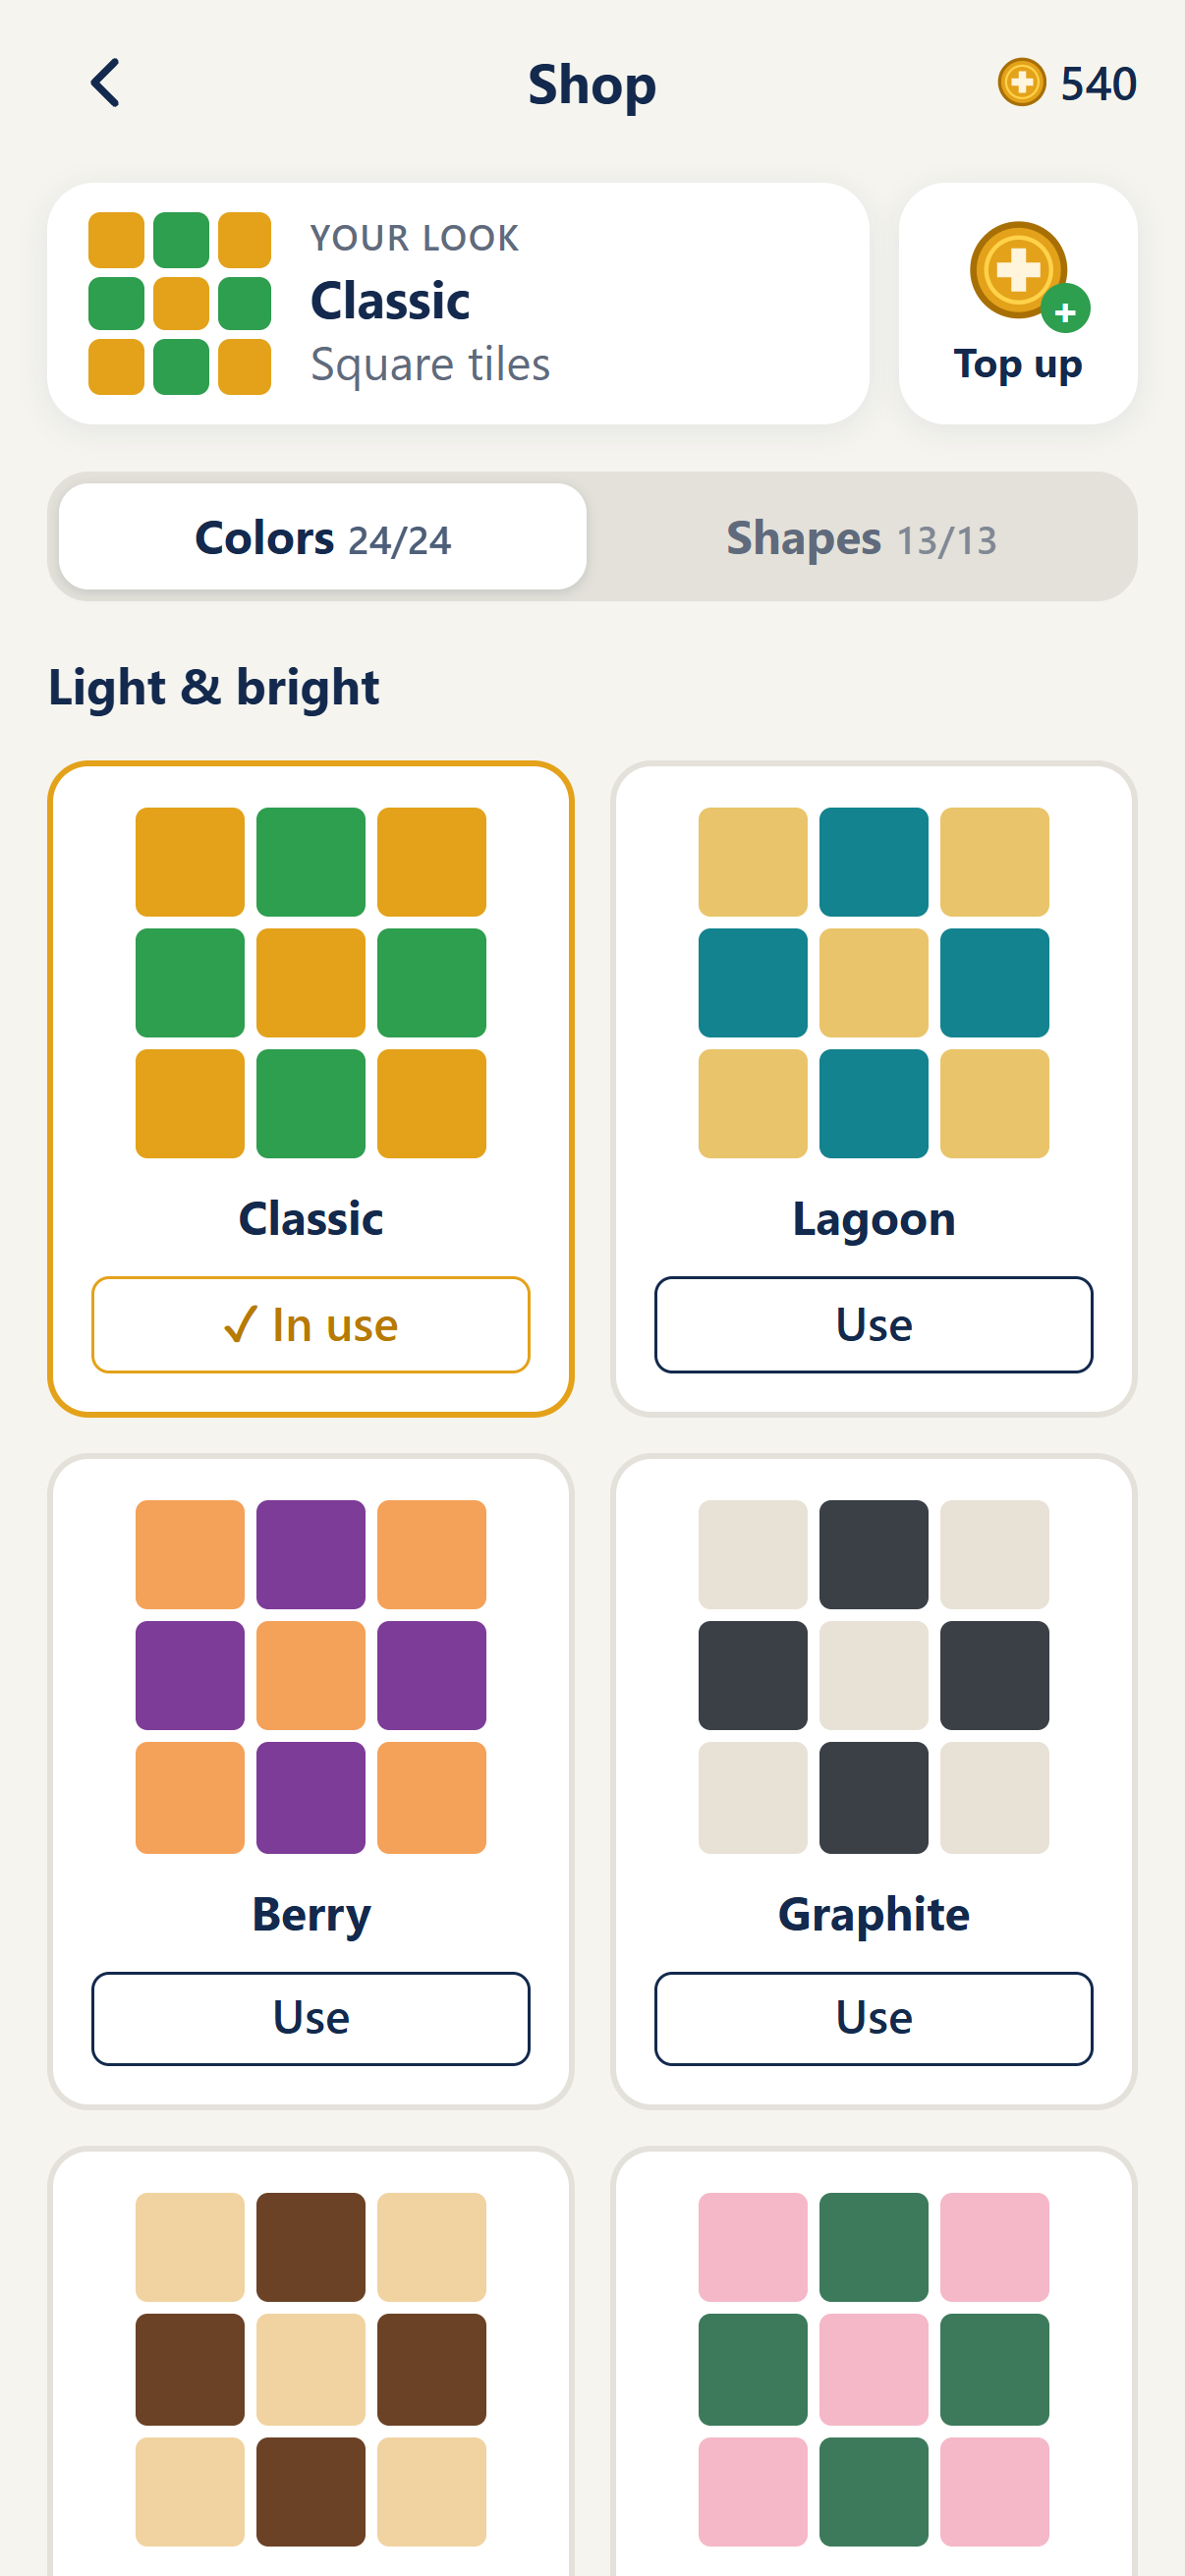 Shop
540
YOUR LOOK
Classic
Square tiles
Top up
Colors 24/24
Shapes 13/13
Light & bright
Classic
Lagoon
✓ In use
Use
Berry
Graphite
Use
Use